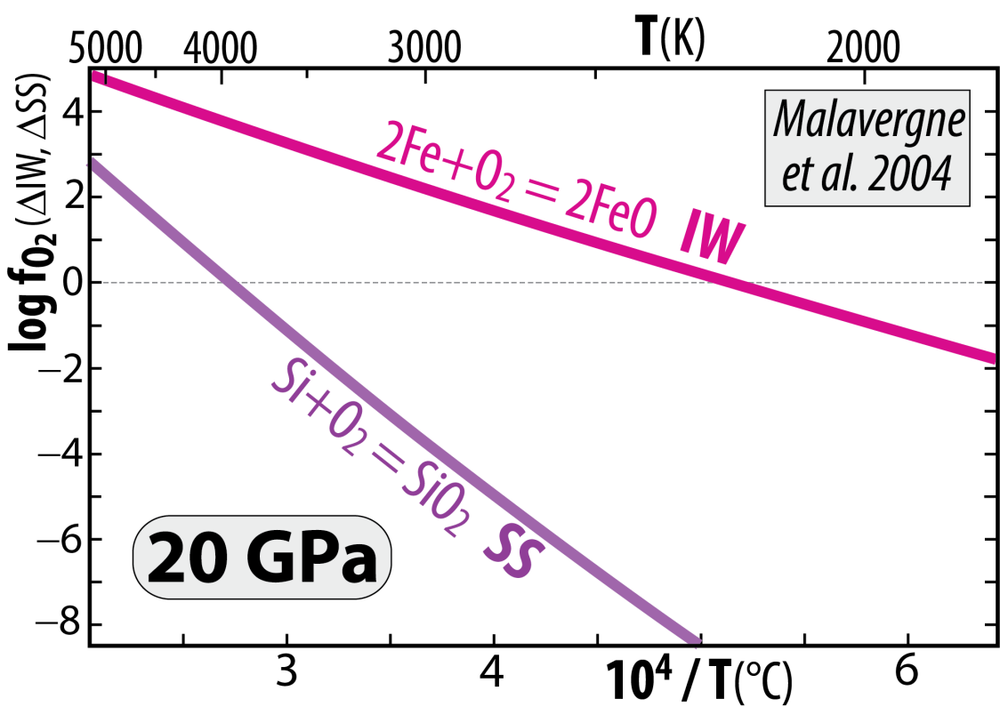 5000 4000 3000 T(K) 2000
log fO₂ (ΔIW, ΔSS)
4
2
0
−2
−4
−6
−8
Malavergne
et al. 2004
2Fe+O₂ = 2FeO IW
Si+O₂ = SiO₂ SS
20 GPa
3 4 10⁴ / T(°C) 6